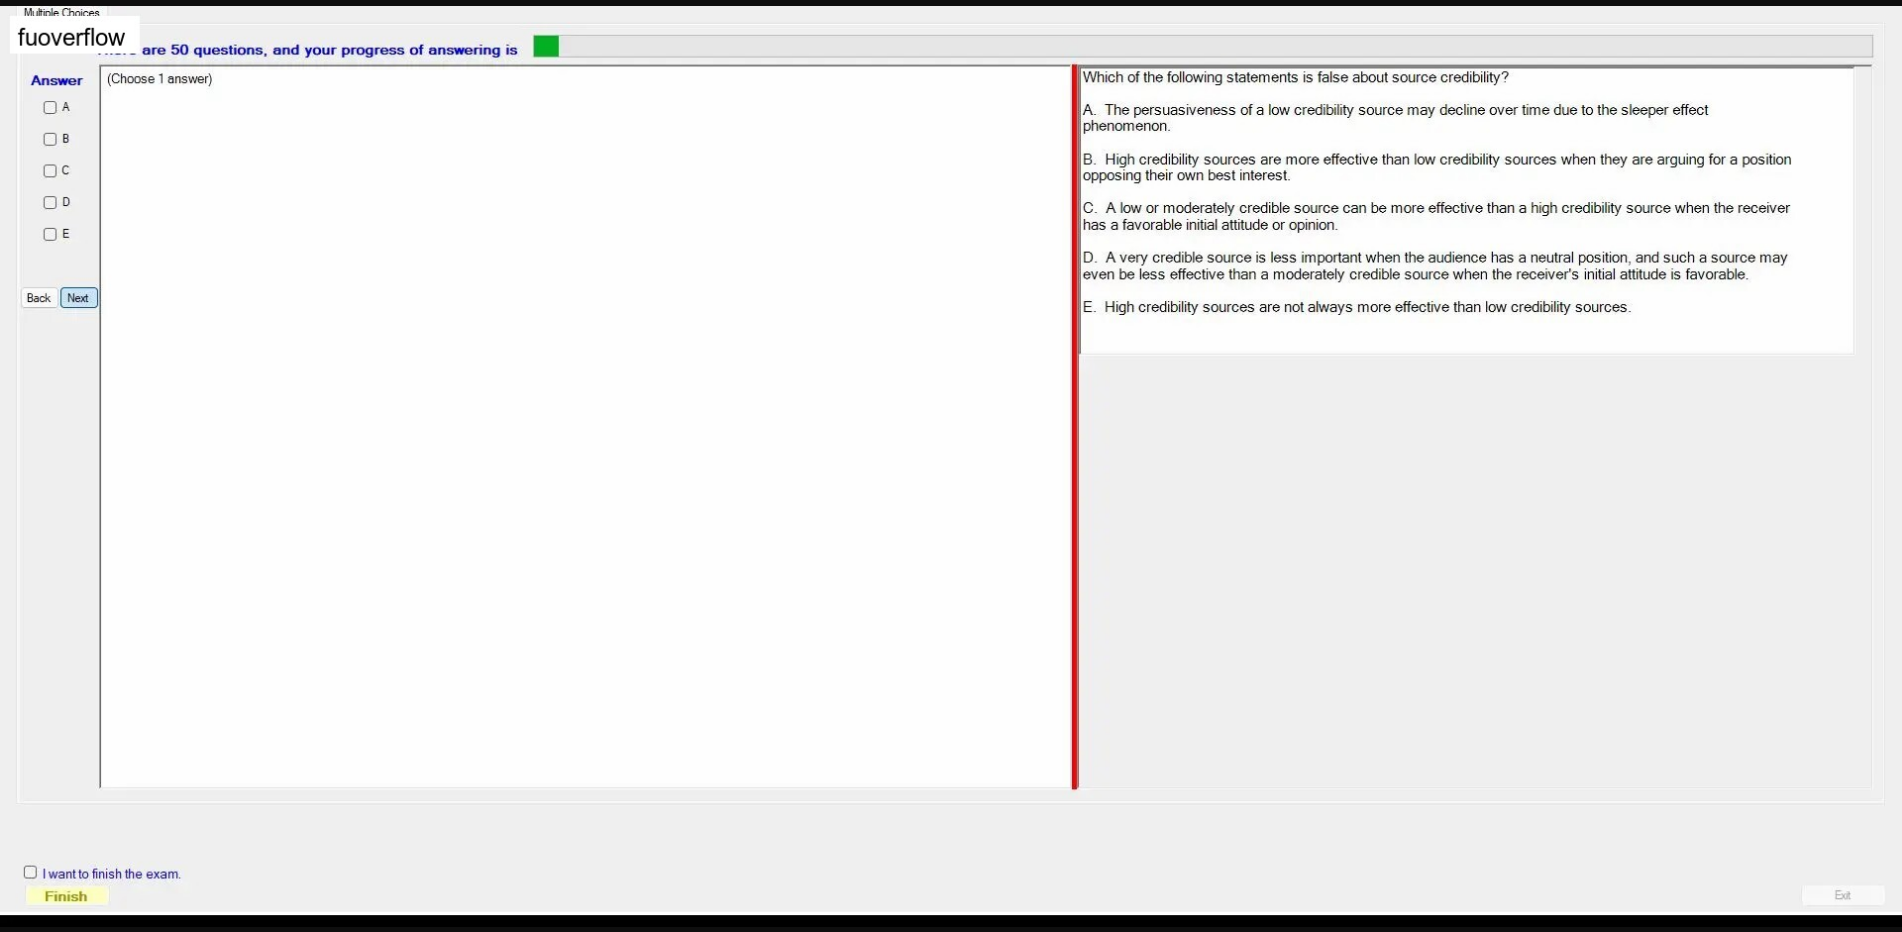 Multiple Choices
fuoverflow
are 50 questions, and your progress of answering is
Answer
(Choose 1 answer)
A
B
C
D
E
Back Next
Which of the following statements is false about source credibility?
A. The persuasiveness of a low credibility source may decline over time due to the sleeper effect
phenomenon.
B. High credibility sources are more effective than low credibility sources when they are arguing for a position
opposing their own best interest.
C. A low or moderately credible source can be more effective than a high credibility source when the receiver
has a favorable initial attitude or opinion.
D. A very credible source is less important when the audience has a neutral position, and such a source may
even be less effective than a moderately credible source when the receiver's initial attitude is favorable.
E. High credibility sources are not always more effective than low credibility sources.
I want to finish the exam.
Finish
Exit